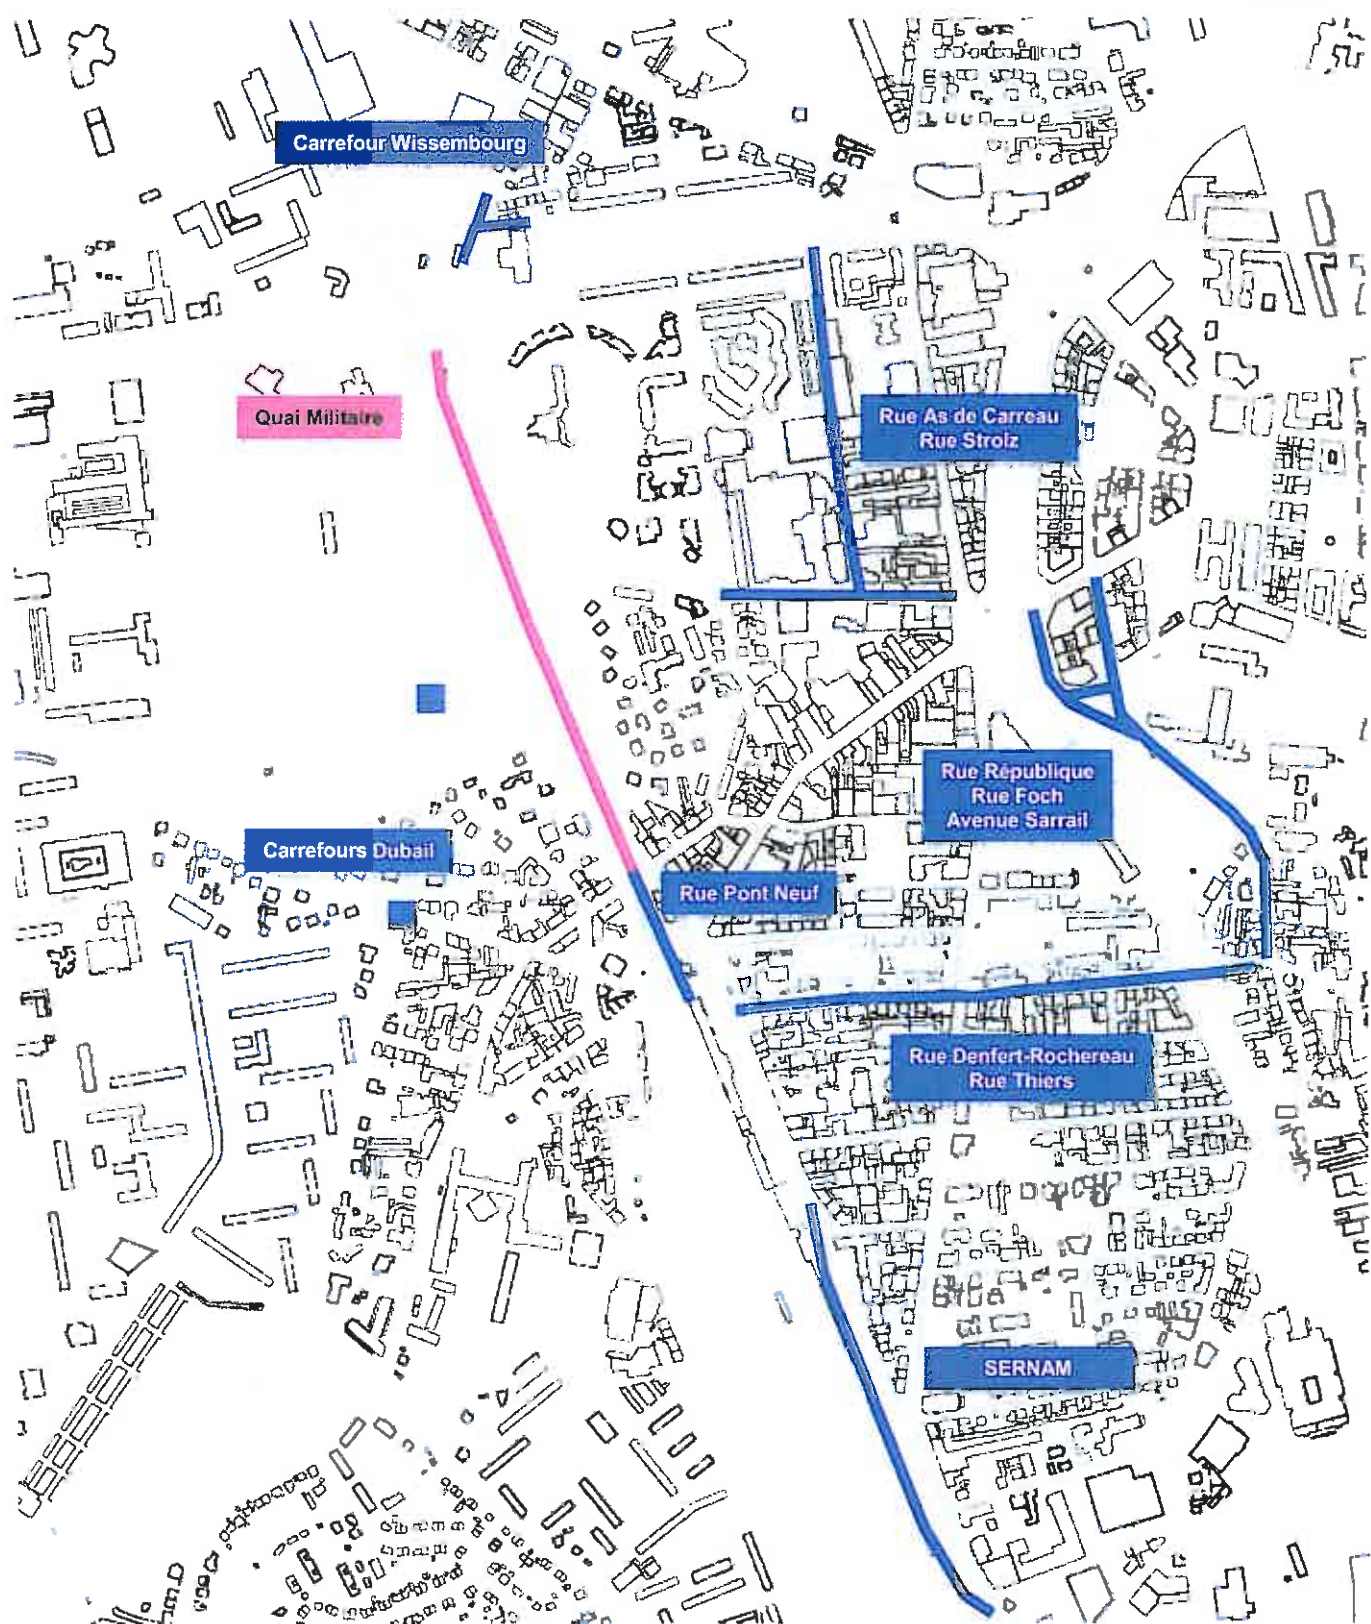 Carrefour Wissembourg
Quai Militaire
Rue As de Carreau
Rue Strolz
Rue République
Rue Foch
Avenue Sarrail
Carrefours Dubail
Rue Pont Neuf
Rue Denfert-Rochereau
Rue Thiers
SERNAM